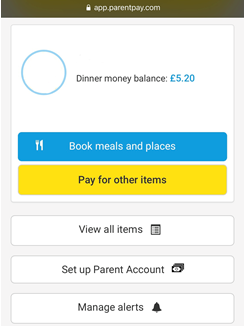 app.parentpay.com
Dinner money balance: £5.20
Book meals and places
Pay for other items
View all items
Set up Parent Account
Manage alerts